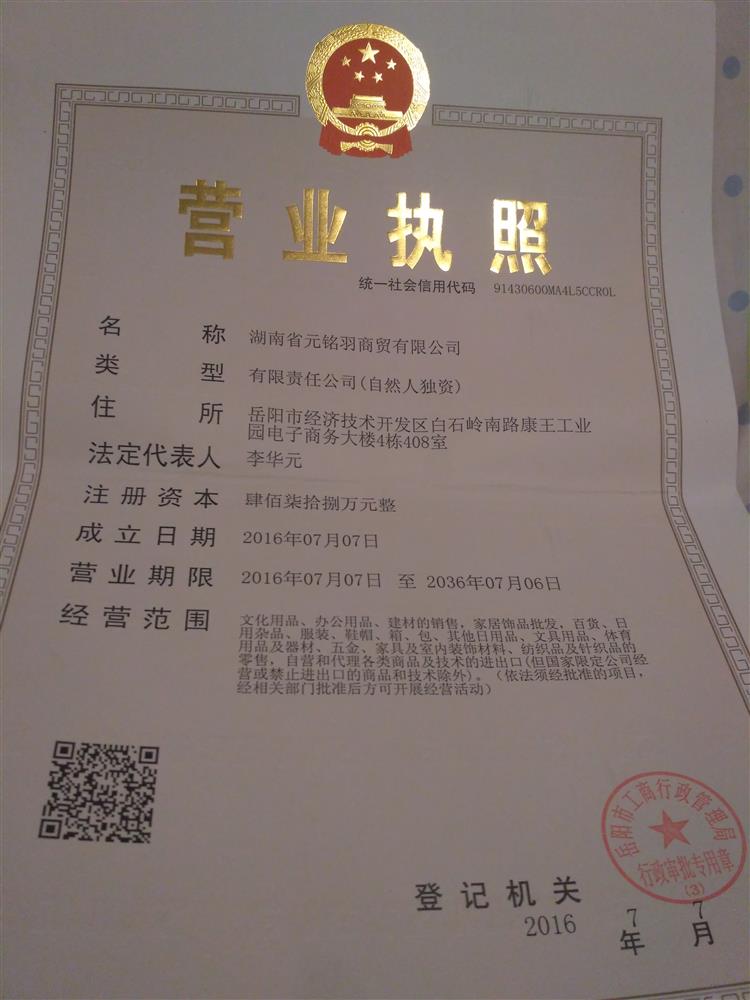 营业执照
统一社会信用代码 91430600MA4L5CCR0L
名称 湖南省元铭羽商贸有限公司
类型 有限责任公司(自然人独资)
住所 岳阳市经济技术开发区白石岭南路康王工业
园电子商务大楼4栋408室
法定代表人 李华元
注册资本 肆佰柒拾捌万元整
成立日期 2016年07月07日
营业期限 2016年07月07日 至 2036年07月06日
经营范围 文化用品、办公用品、建材的销售，家居饰品批发，百货、日
用杂品、服装、鞋帽、箱、包、其他日用品、文具用品、体育
用品及器材、五金、家具及室内装饰材料、纺织品及针织品的
零售，自营和代理各类商品及技术的进出口(但国家限定公司经
营或禁止进出口的商品和技术除外)。（依法须经批准的项目，
经相关部门批准后方可开展经营活动）
岳阳市工商行政管理局
行政审批专用章
(3)
登记机关
2016 年 7 月 7